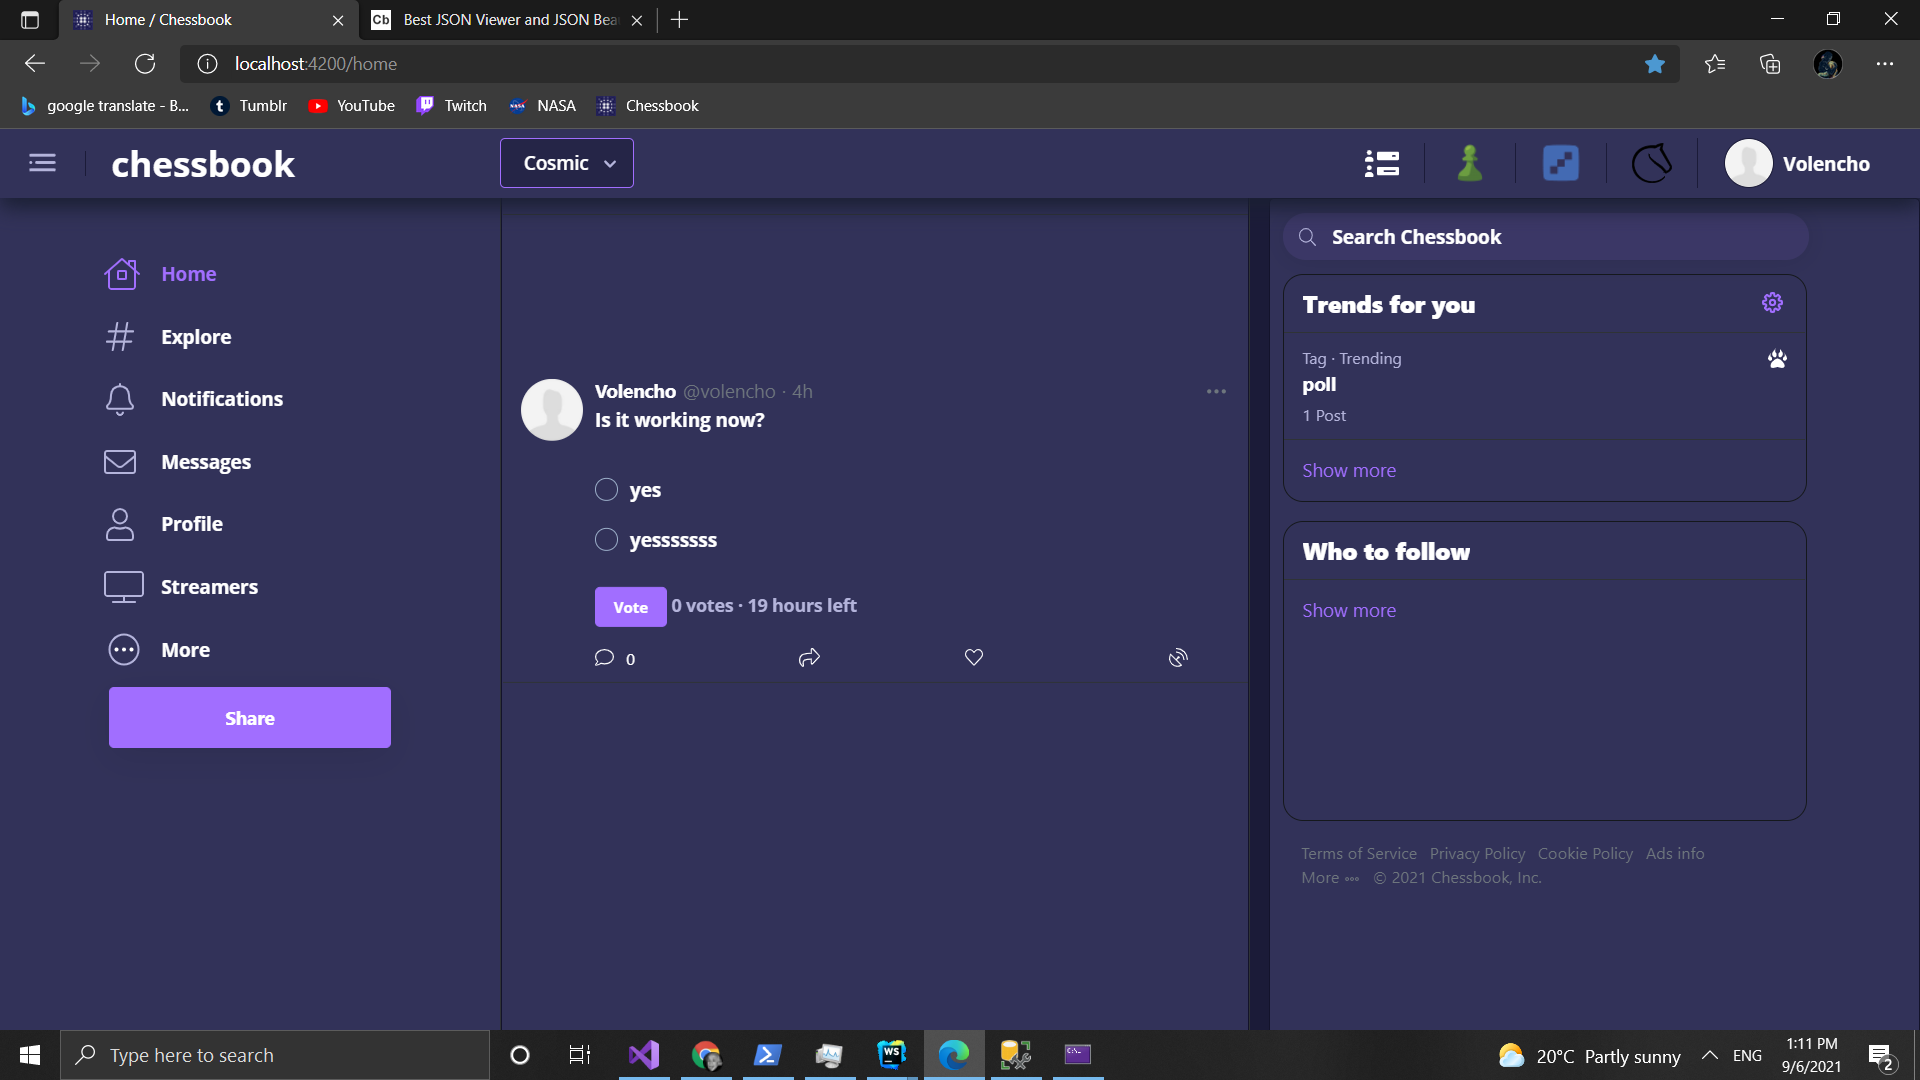 Home / Chessbook
Cb
Best JSON Viewer and JSON Bea
localhost:4200/home
google translate - B...
Tumblr
YouTube
Twitch
NASA
Chessbook
chessbook
Cosmic
Volencho
Home
Explore
Notifications
Messages
Profile
Streamers
More
Share
Volencho @volencho · 4h
Is it working now?
yes
yesssssss
Vote
0 votes · 19 hours left
0
Search Chessbook
Trends for you
Tag · Trending
poll
1 Post
Show more
Who to follow
Show more
Terms of Service Privacy Policy Cookie Policy Ads info
More ••• © 2021 Chessbook, Inc.
Type here to search
WS
20°C Partly sunny
ENG
1:11 PM
9/6/2021
2